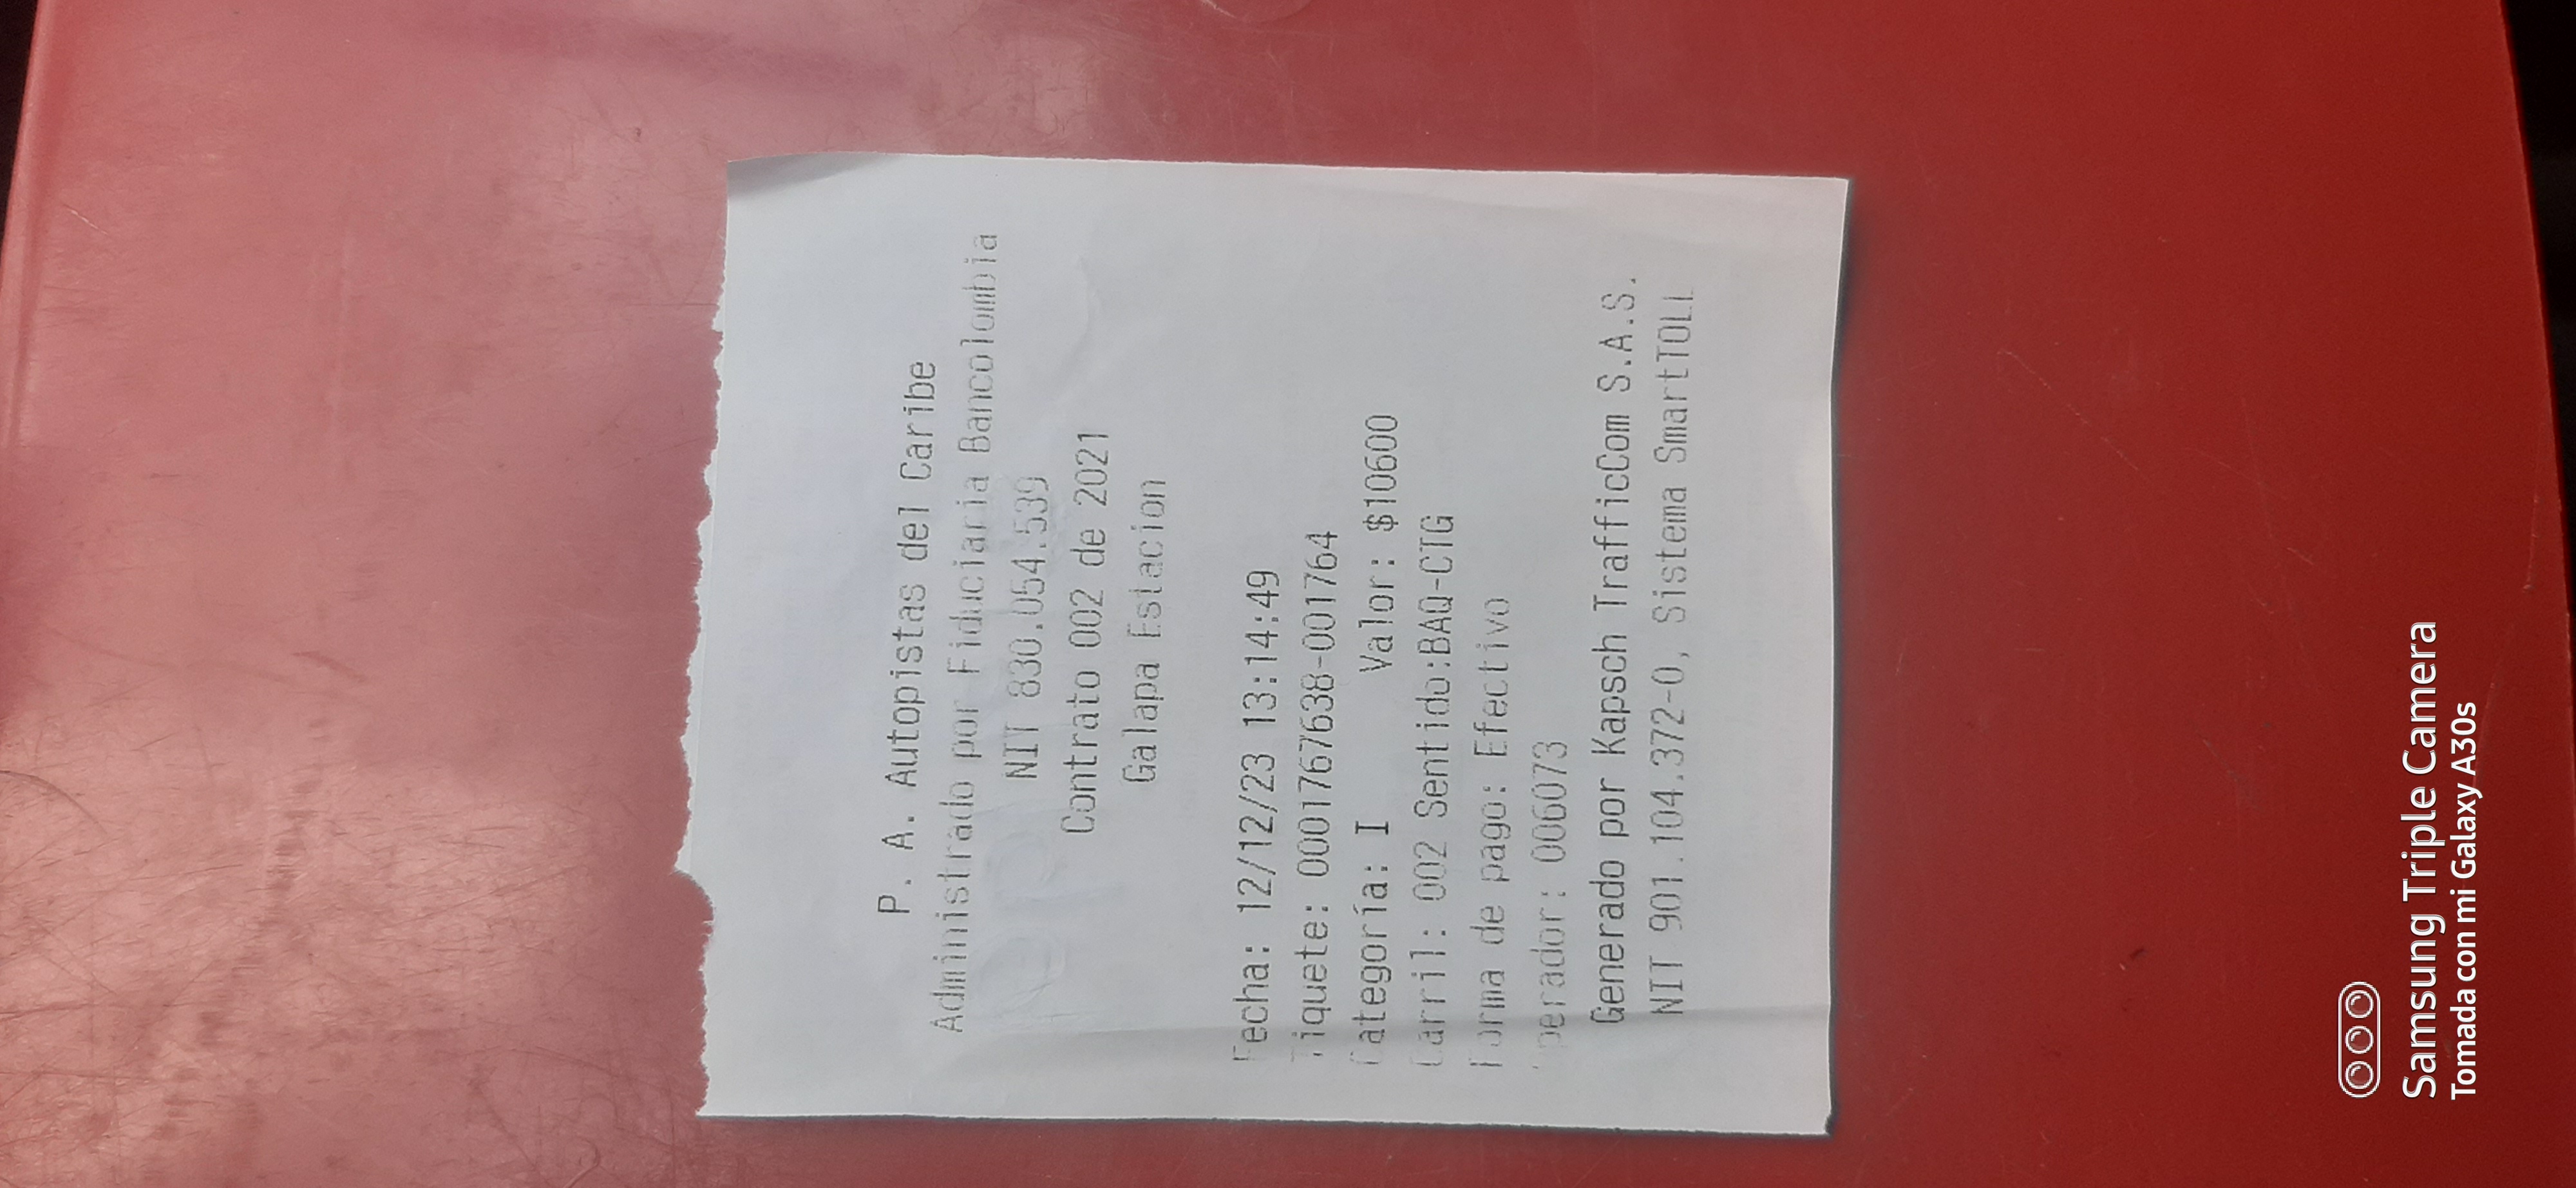 P. A. Autopistas del Caribe
Administrado por Fiduciaria Bancolombia
NIT 830.054.539
Contrato 002 de 2021
Galapa Estacion
Fecha: 12/12/23 13:14:49
Tiquete: 0001767638-001764
Categoría: I Valor: $10600
Carril: 002 Sentido:BAQ-CTG
Forma de pago: Efectivo
Operador: 006073
Generado por Kapsch TrafficCom S.A.S.
NIT 901.104.372-0, Sistema SmartTOLL
Samsung Triple Camera
Tomada con mi Galaxy A30s